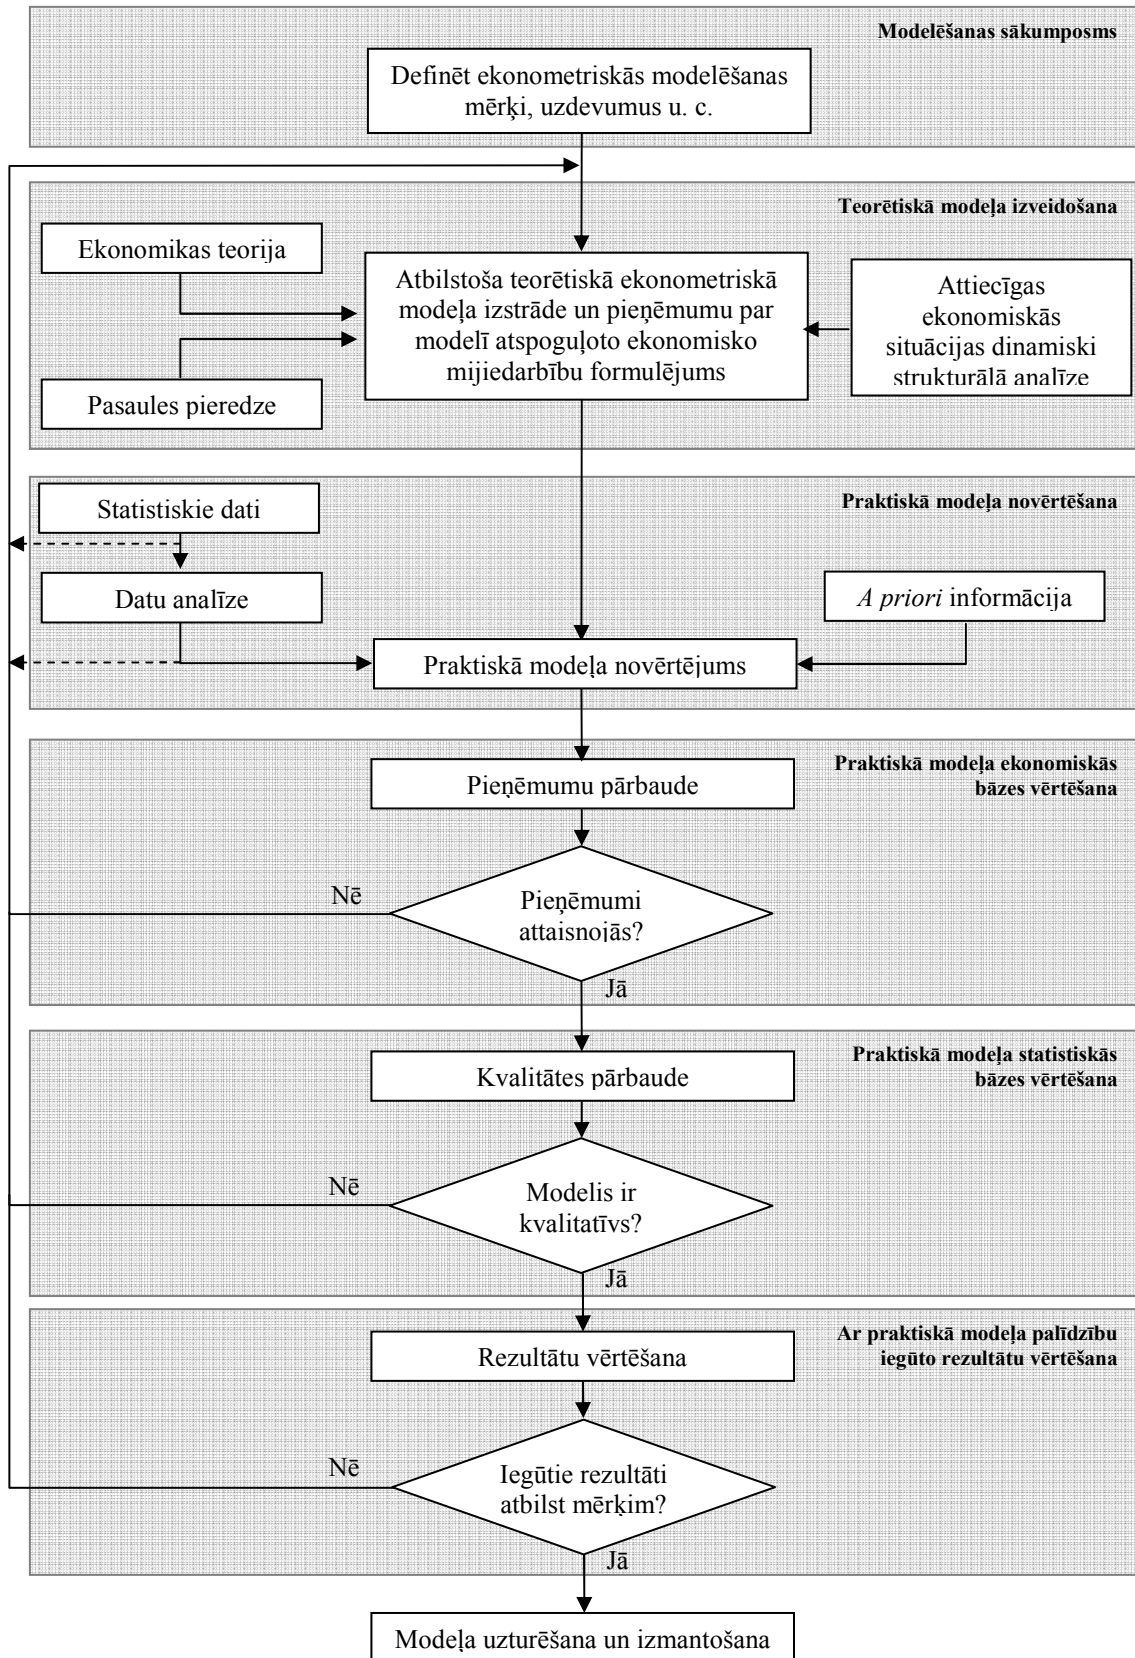 Modelēšanas sākumposms
Definēt ekonometriskās modelēšanas
mērķi, uzdevumus u. c.
Teorētiskā modeļa izveidošana
Ekonomikas teorija
Atbilstoša teorētiskā ekonometriskā
modeļa izstrāde un pieņēmumu par
modelī atspoguļoto ekonomisko
mijiedarbību formulējums
Attiecīgas
ekonomiskās
situācijas dinamiski
strukturālā analīze
Pasaules pieredze
Praktiskā modeļa novērtēšana
Statistiskie dati
Datu analīze
A priori informācija
Praktiskā modeļa novērtējums
Praktiskā modeļa ekonomiskās
bāzes vērtēšana
Pieņēmumu pārbaude
Nē
Pieņēmumi
attaisnojās?
Jā
Praktiskā modeļa statistiskās
bāzes vērtēšana
Kvalitātes pārbaude
Nē
Modelis ir
kvalitatīvs?
Jā
Ar praktiskā modeļa palīdzību
iegūto rezultātu vērtēšana
Rezultātu vērtēšana
Nē
Iegūtie rezultāti
atbilst mērķim?
Jā
Modeļa uzturēšana un izmantošana